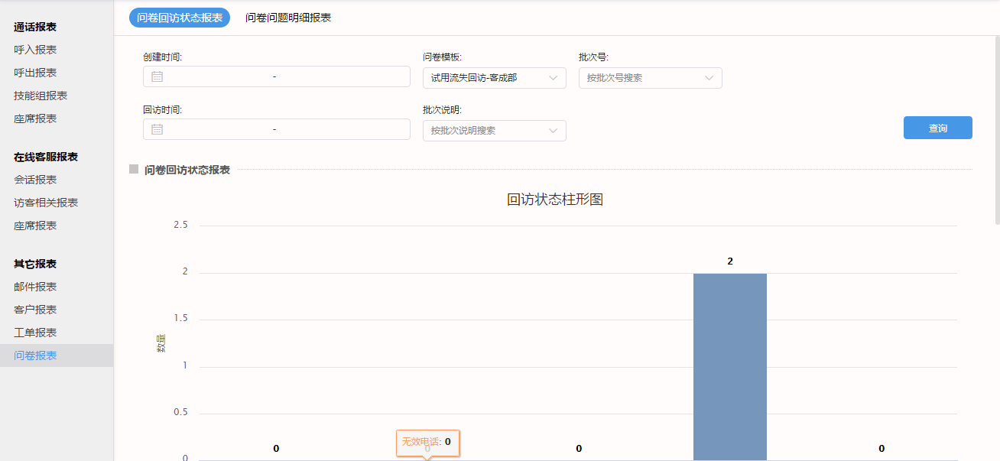 通话报表
呼入报表
呼出报表
技能组报表
座席报表
在线客服报表
会话报表
访客相关报表
座席报表
其它报表
邮件报表
客户报表
工单报表
问卷报表
问卷回访状态报表 问卷问题明细报表
创建时间: 问卷模板: 批次号:
- 试用流失回访-客成部 按批次号搜索
回访时间: 批次说明:
- 按批次说明搜索 查询
问卷回访状态报表
回访状态柱形图
2.5
2
1.5
1
0.5
0
数量
0
0
0
2
0
无效电话: 0